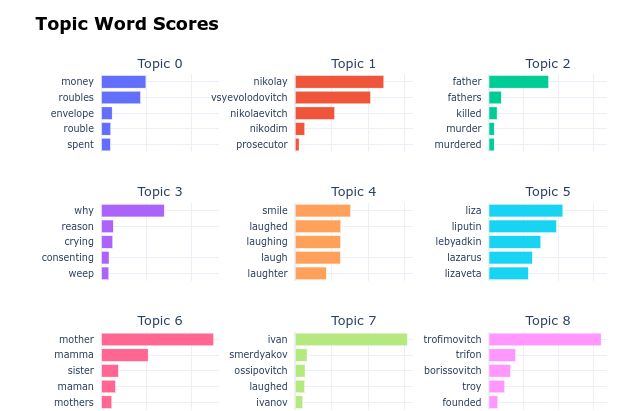 Topic Word Scores
Topic 0
money
roubles
envelope
rouble
spent
Topic 1
nikolay
vsyevolodovitch
nikolaevitch
nikodim
prosecutor
Topic 2
father
fathers
killed
murder
murdered
Topic 3
why
reason
crying
consenting
weep
Topic 4
smile
laughed
laughing
laugh
laughter
Topic 5
liza
liputin
lebyadkin
lazarus
lizaveta
Topic 6
mother
mamma
sister
maman
mothers
Topic 7
ivan
smerdyakov
ossipovitch
laughed
ivanov
Topic 8
trofimovitch
trifon
borissovitch
troy
founded